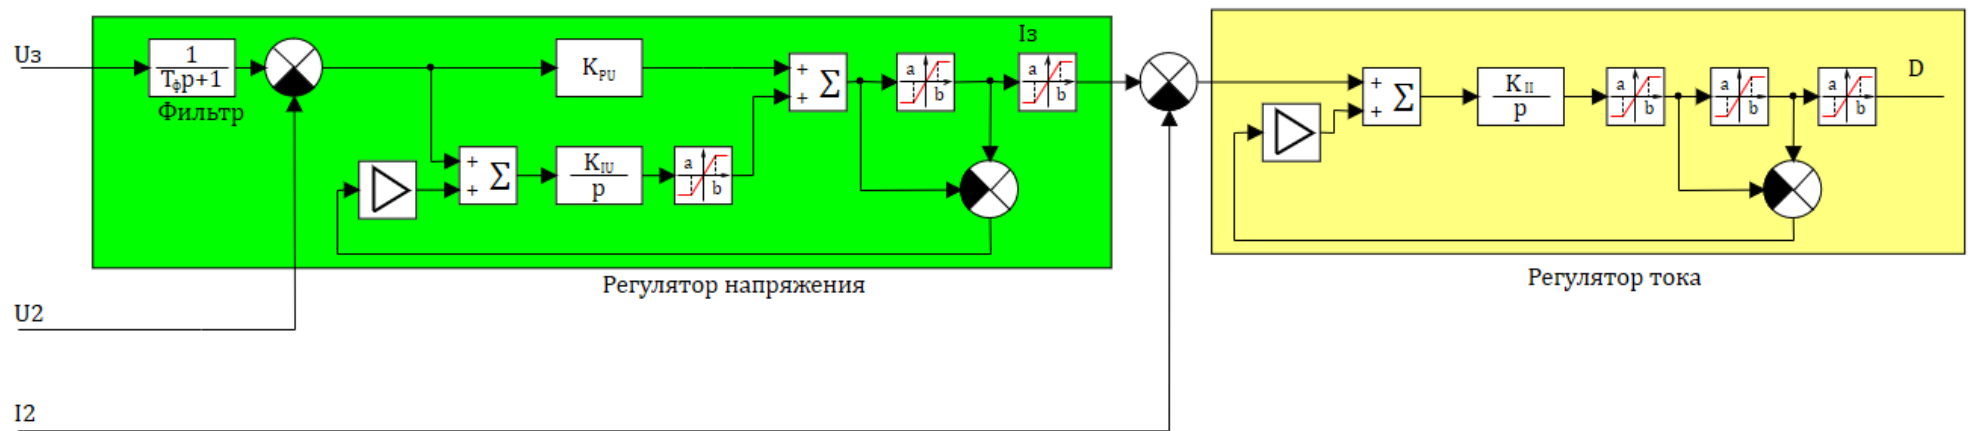 Uз
1
Tфp+1
Фильтр
KPU
+
+
Σ
a
b
Iз
a
b
+
+
Σ
KIU
p
a
b
Регулятор напряжения
U2
I2
+
+
Σ
KII
p
a
b
a
b
a
b
D
Регулятор тока